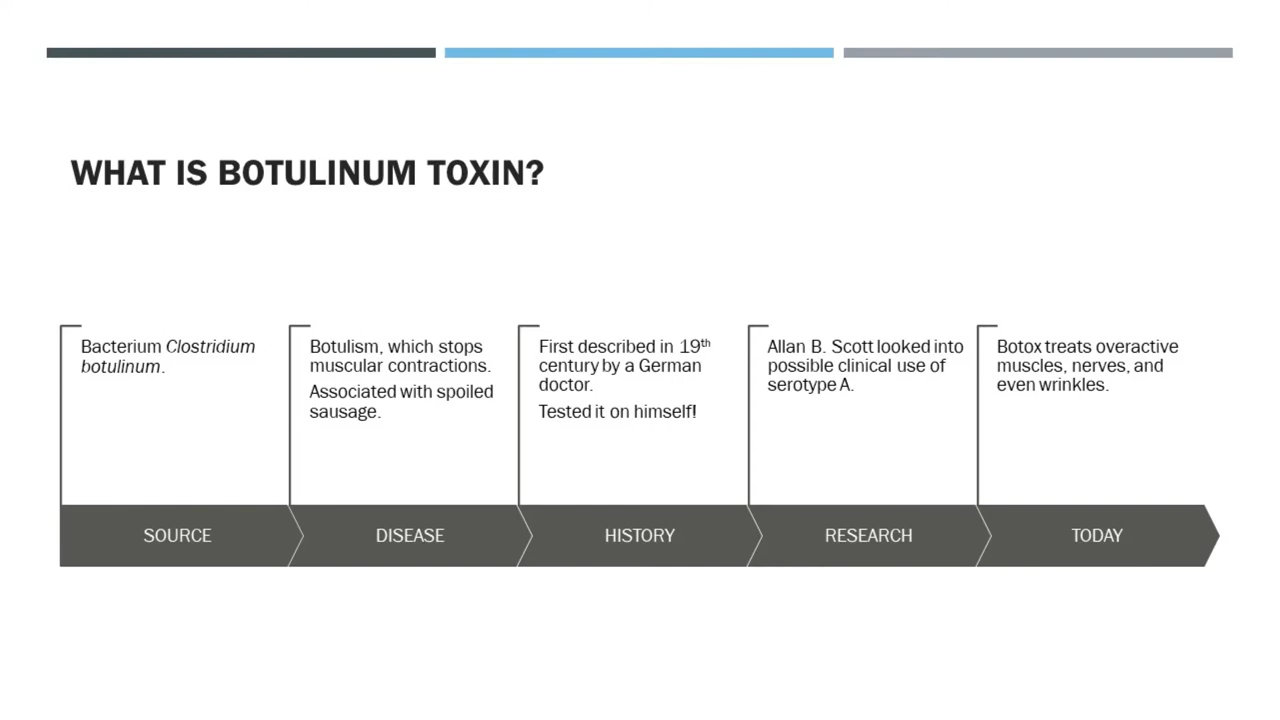 WHAT IS BOTULINUM TOXIN?
Bacterium Clostridium
botulinum.
Botulism, which stops
muscular contractions.
Associated with spoiled
sausage.
First described in 19th
century by a German
doctor.
Tested it on himself!
Allan B. Scott looked into
possible clinical use of
serotype A.
Botox treats overactive
muscles, nerves, and
even wrinkles.
SOURCE
DISEASE
HISTORY
RESEARCH
TODAY